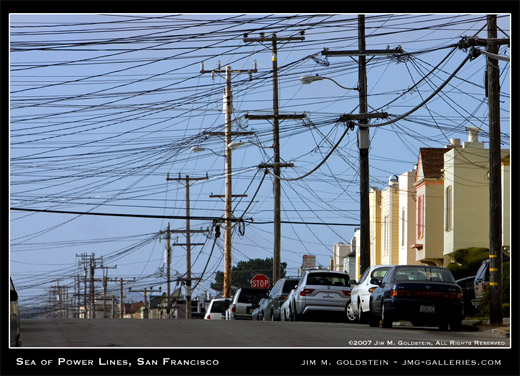 STOP
©2007 Jim M. Goldstein, All Rights Reserved
Sea of Power Lines, San Francisco
JIM M. GOLDSTEIN - JMG-GALLERIES.COM